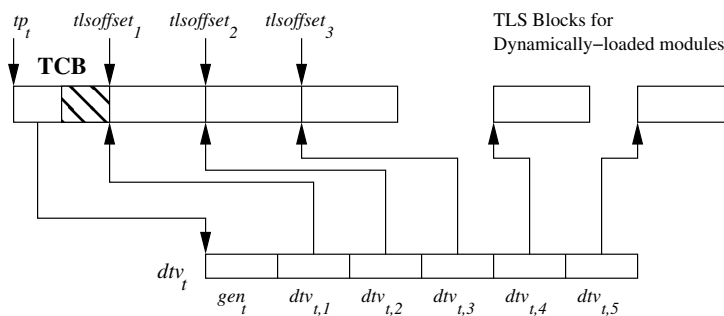 tp_t tlsoffset_1 tlsoffset_2 tlsoffset_3 TLS Blocks for
Dynamically−loaded modules
TCB
dtv_t
gen_t dtv_t,1 dtv_t,2 dtv_t,3 dtv_t,4 dtv_t,5